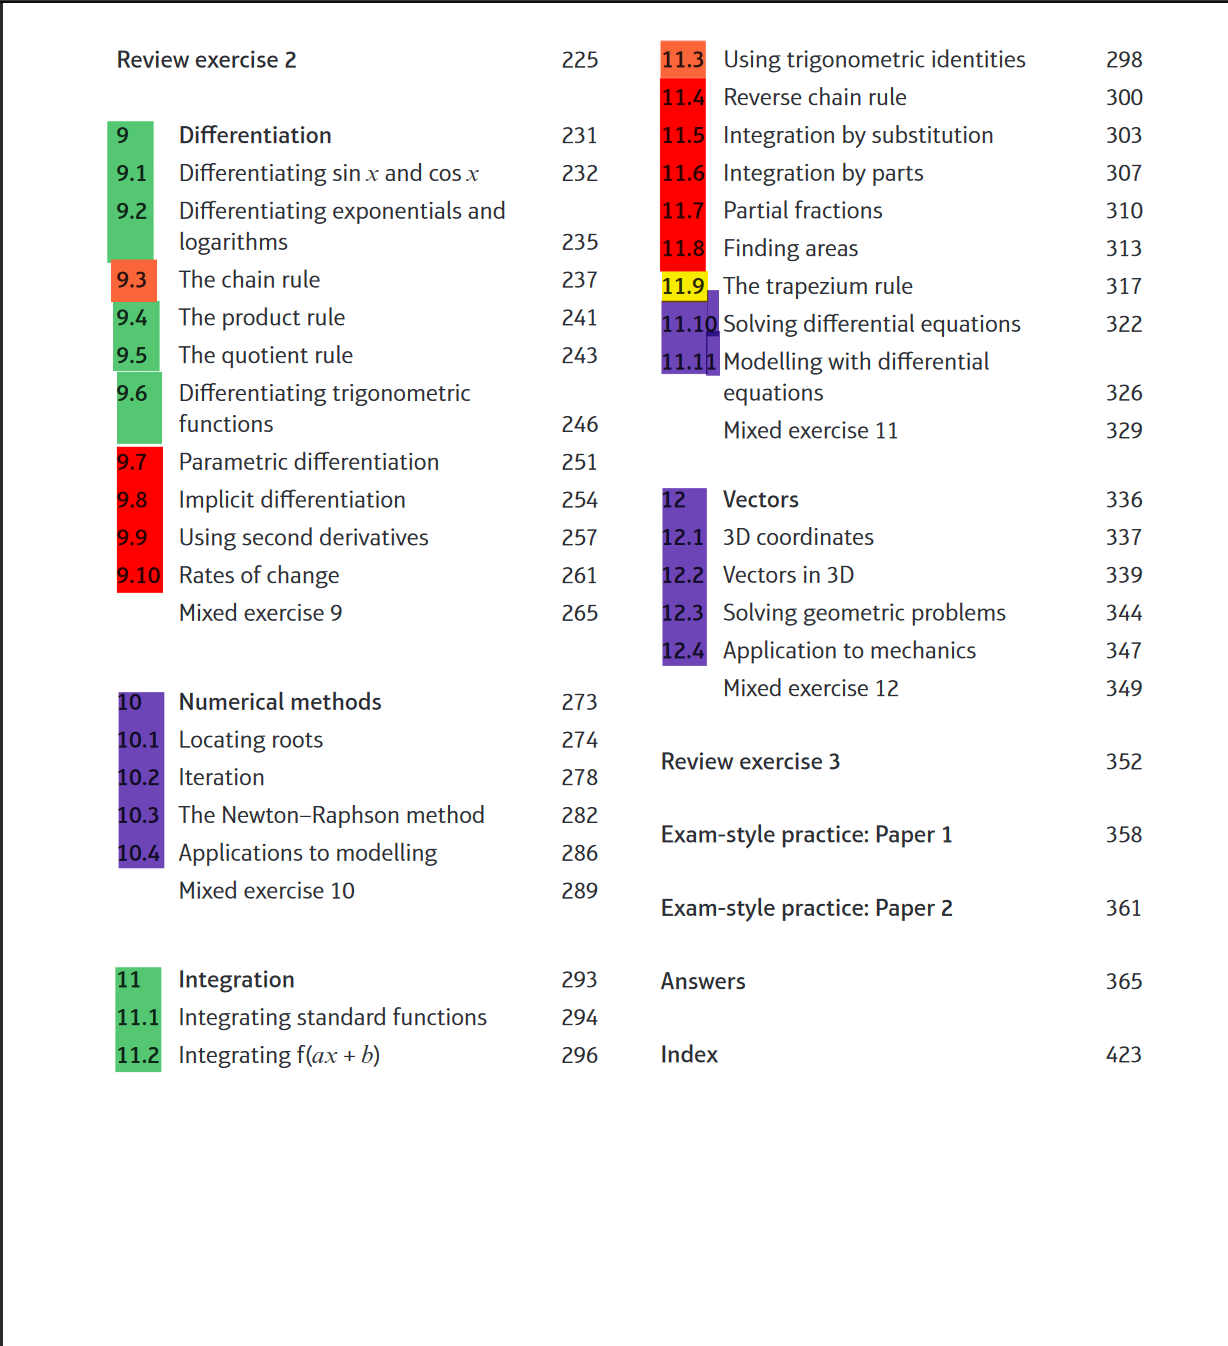 Review exercise 2 225
9 Differentiation 231
9.1 Differentiating sin x and cos x 232
9.2 Differentiating exponentials and
logarithms 235
9.3 The chain rule 237
9.4 The product rule 241
9.5 The quotient rule 243
9.6 Differentiating trigonometric
functions 246
9.7 Parametric differentiation 251
9.8 Implicit differentiation 254
9.9 Using second derivatives 257
9.10 Rates of change 261
Mixed exercise 9 265
10 Numerical methods 273
10.1 Locating roots 274
10.2 Iteration 278
10.3 The Newton–Raphson method 282
10.4 Applications to modelling 286
Mixed exercise 10 289
11 Integration 293
11.1 Integrating standard functions 294
11.2 Integrating f(ax + b) 296
11.3 Using trigonometric identities 298
11.4 Reverse chain rule 300
11.5 Integration by substitution 303
11.6 Integration by parts 307
11.7 Partial fractions 310
11.8 Finding areas 313
11.9 The trapezium rule 317
11.10 Solving differential equations 322
11.11 Modelling with differential
equations 326
Mixed exercise 11 329
12 Vectors 336
12.1 3D coordinates 337
12.2 Vectors in 3D 339
12.3 Solving geometric problems 344
12.4 Application to mechanics 347
Mixed exercise 12 349
Review exercise 3 352
Exam-style practice: Paper 1 358
Exam-style practice: Paper 2 361
Answers 365
Index 423